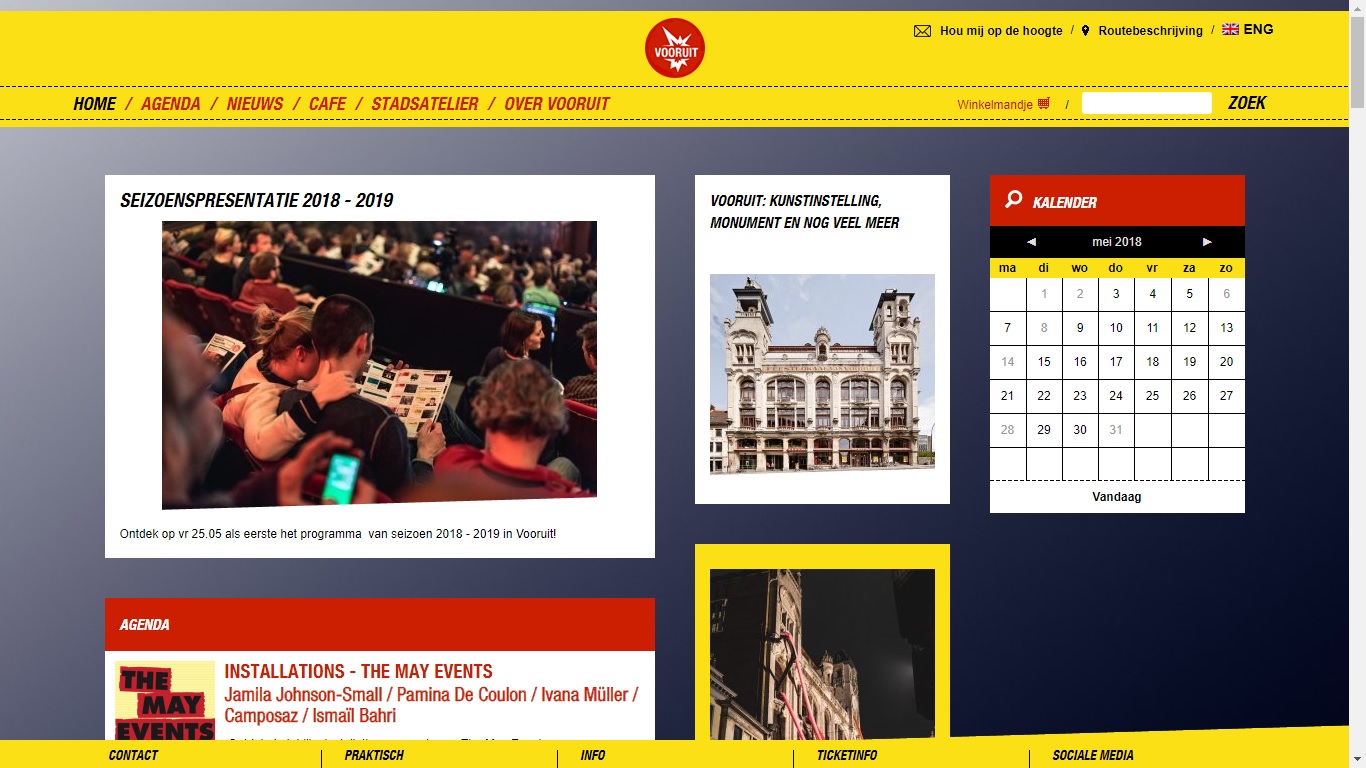 VOORUIT
Hou mij op de hoogte / Routebeschrijving / ENG
HOME / AGENDA / NIEUWS / CAFE / STADSATELIER / OVER VOORUIT
Winkelmandje / ZOEK
SEIZOENSPRESENTATIE 2018 - 2019
Ontdek op vr 25.05 als eerste het programma van seizoen 2018 - 2019 in Vooruit!
AGENDA
THE
MAY
EVENTS
INSTALLATIONS - THE MAY EVENTS
Jamila Johnson-Small / Pamina De Coulon / Ivana Müller /
Camposaz / Ismaïl Bahri
VOORUIT: KUNSTINSTELLING,
MONUMENT EN NOG VEEL MEER
KALENDER
◄ mei 2018 ►
ma di wo do vr za zo
1 2 3 4 5 6
7 8 9 10 11 12 13
14 15 16 17 18 19 20
21 22 23 24 25 26 27
28 29 30 31
Vandaag
CONTACT PRAKTISCH INFO TICKETINFO SOCIALE MEDIA